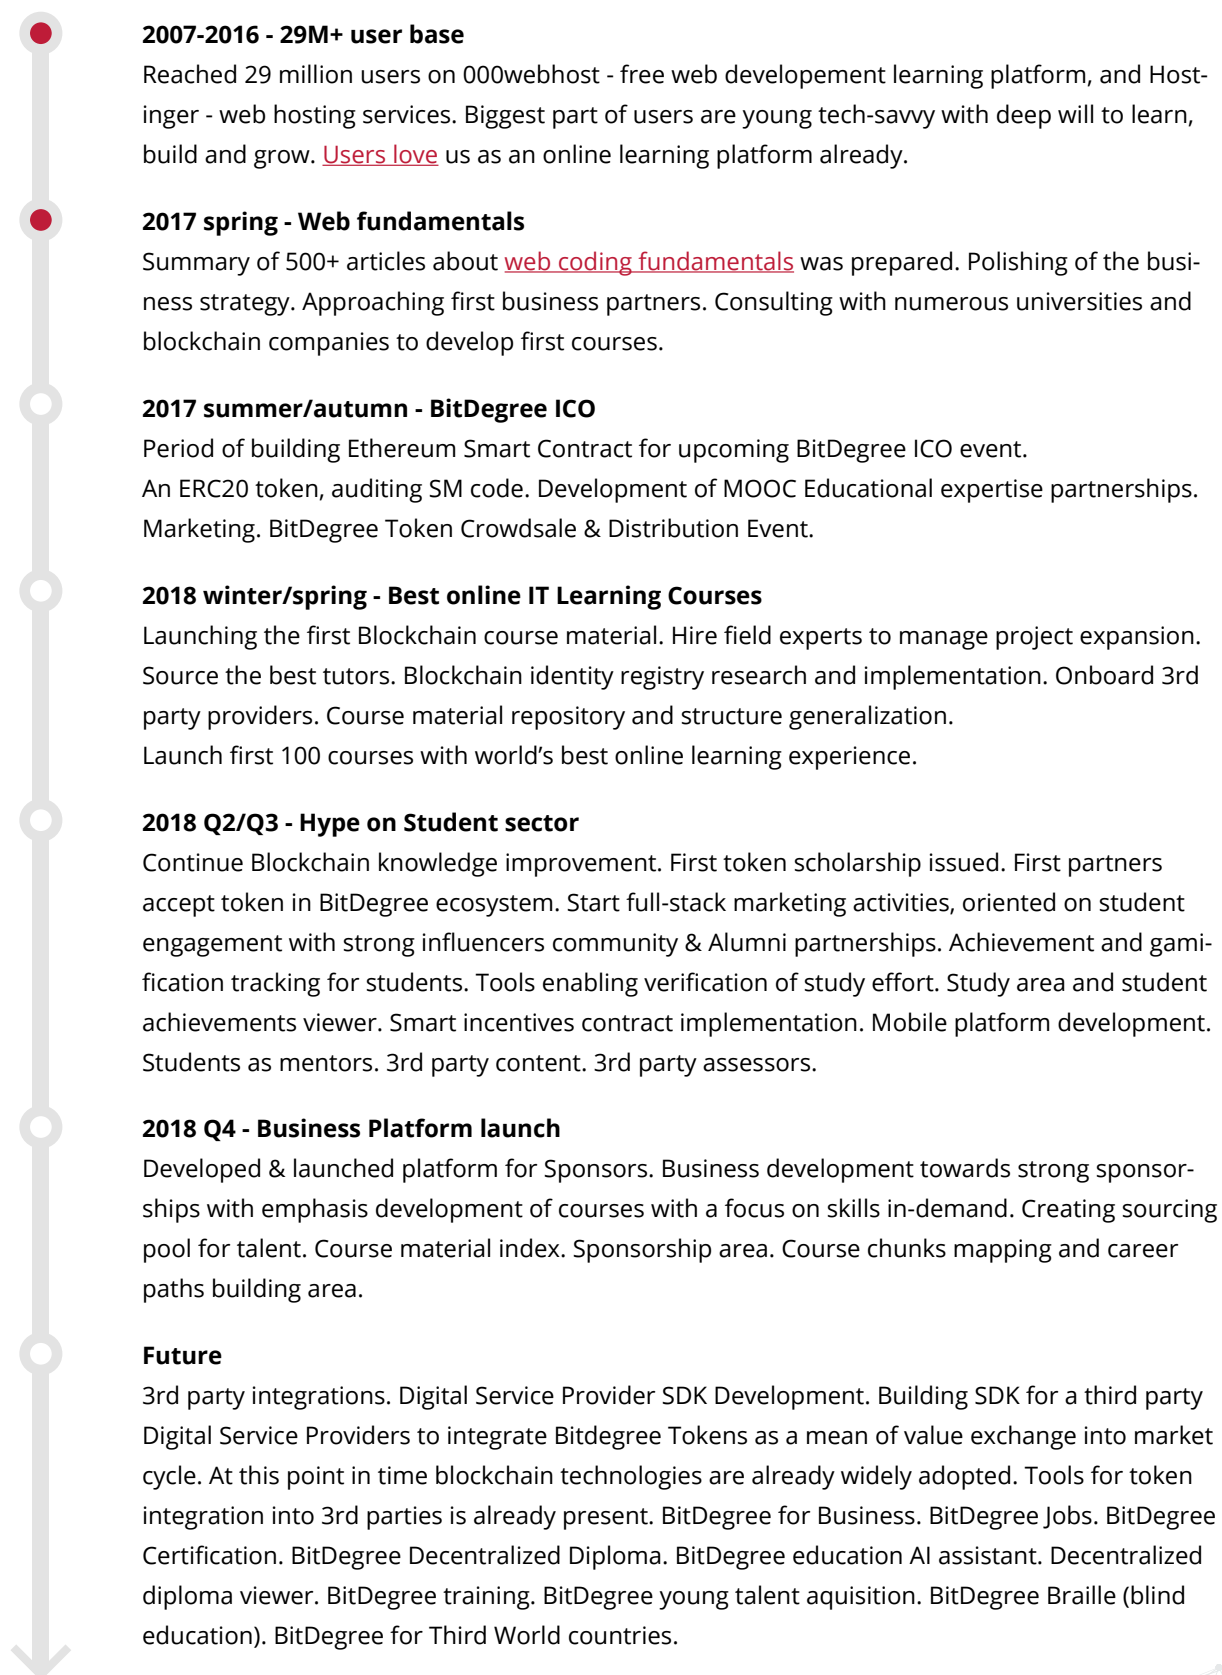 2007-2016 - 29M+ user base
Reached 29 million users on 000webhost - free web developement learning platform, and Host-
inger - web hosting services. Biggest part of users are young tech-savvy with deep will to learn,
build and grow. Users love us as an online learning platform already.
2017 spring - Web fundamentals
Summary of 500+ articles about web coding fundamentals was prepared. Polishing of the busi-
ness strategy. Approaching first business partners. Consulting with numerous universities and
blockchain companies to develop first courses.
2017 summer/autumn - BitDegree ICO
Period of building Ethereum Smart Contract for upcoming BitDegree ICO event.
An ERC20 token, auditing SM code. Development of MOOC Educational expertise partnerships.
Marketing. BitDegree Token Crowdsale & Distribution Event.
2018 winter/spring - Best online IT Learning Courses
Launching the first Blockchain course material. Hire field experts to manage project expansion.
Source the best tutors. Blockchain identity registry research and implementation. Onboard 3rd
party providers. Course material repository and structure generalization.
Launch first 100 courses with world's best online learning experience.
2018 Q2/Q3 - Hype on Student sector
Continue Blockchain knowledge improvement. First token scholarship issued. First partners
accept token in BitDegree ecosystem. Start full-stack marketing activities, oriented on student
engagement with strong influencers community & Alumni partnerships. Achievement and gami-
fication tracking for students. Tools enabling verification of study effort. Study area and student
achievements viewer. Smart incentives contract implementation. Mobile platform development.
Students as mentors. 3rd party content. 3rd party assessors.
2018 Q4 - Business Platform launch
Developed & launched platform for Sponsors. Business development towards strong sponsor-
ships with emphasis development of courses with a focus on skills in-demand. Creating sourcing
pool for talent. Course material index. Sponsorship area. Course chunks mapping and career
paths building area.
Future
3rd party integrations. Digital Service Provider SDK Development. Building SDK for a third party
Digital Service Providers to integrate Bitdegree Tokens as a mean of value exchange into market
cycle. At this point in time blockchain technologies are already widely adopted. Tools for token
integration into 3rd parties is already present. BitDegree for Business. BitDegree Jobs. BitDegree
Certification. BitDegree Decentralized Diploma. BitDegree education AI assistant. Decentralized
diploma viewer. BitDegree training. BitDegree young talent aquisition. BitDegree Braille (blind
education). BitDegree for Third World countries.